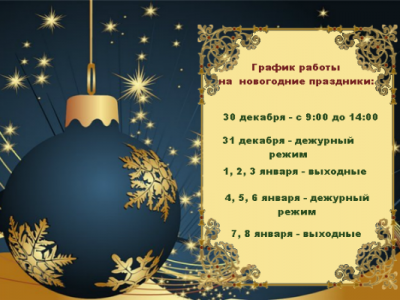 График работы
на новогодние праздники:
30 декабря - с 9:00 до 14:00
31 декабря - дежурный
режим
1, 2, 3 января - выходные
4, 5, 6 января - дежурный
режим
7, 8 января - выходные